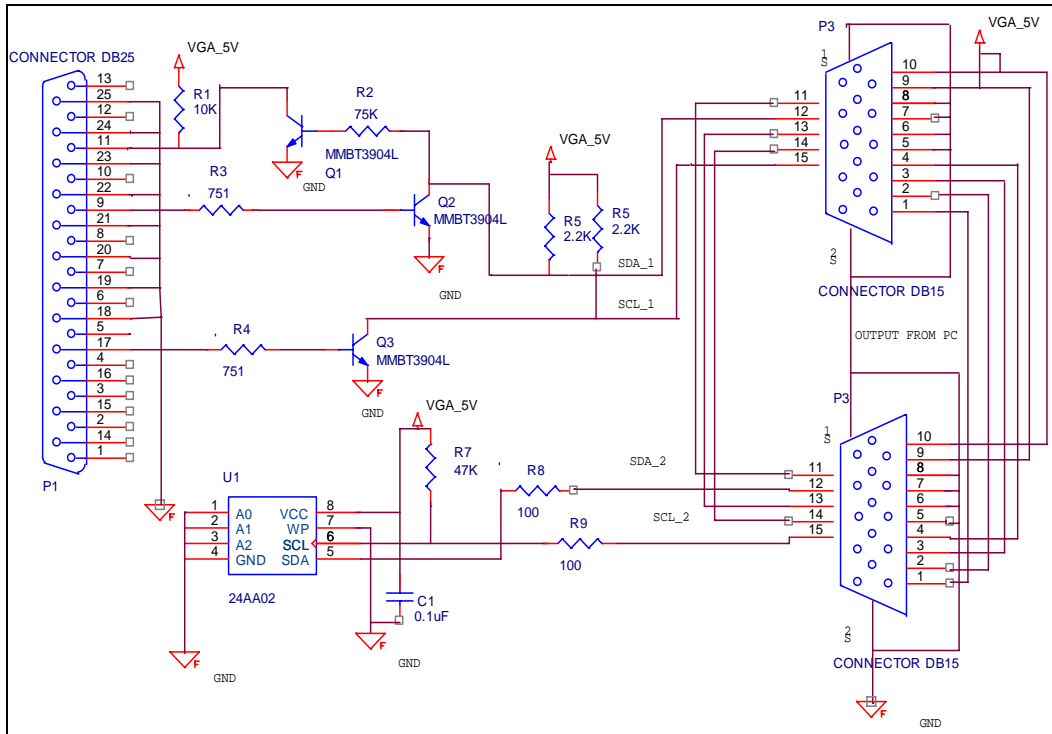 CONNECTOR DB25
13
25
12
24
11
23
10
22
9
21
8
20
7
19
6
18
5
17
4
16
3
15
2
14
1
P1
VGA_5V
R1
10K
R2
75K
MMBT3904L
Q1
GND
R3
751
Q2
MMBT3904L
GND
R4
751
Q3
MMBT3904L
GND
VGA_5V
R5
2.2K
R5
2.2K
SDA_1
SCL_1
P3
1
S
11
12
13
14
15
10
9
8
7
6
5
4
3
2
1
VGA_5V
2
S
CONNECTOR DB15
OUTPUT FROM PC
P3
1
S
11
12
13
14
15
10
9
8
7
6
5
4
3
2
1
2
S
CONNECTOR DB15
GND
VGA_5V
R7
47K
R8
100
SDA_2
SCL_2
R9
100
U1
1 A0 VCC 8
2 A1 WP 7
3 A2 SCL 6
4 GND SDA 5
24AA02
C1
0.1uF
GND
GND
F
F
F
F
F
F
F